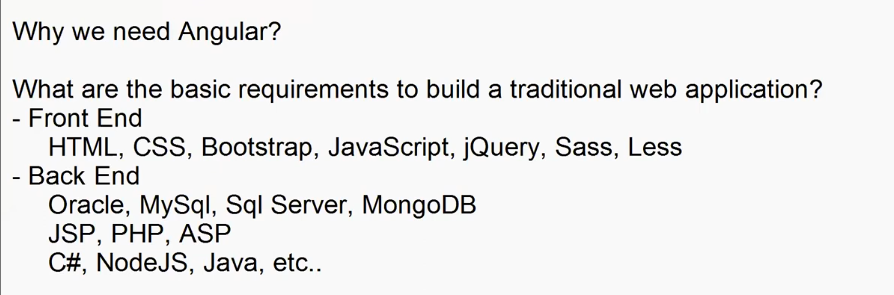 Why we need Angular?
What are the basic requirements to build a traditional web application?
- Front End
HTML, CSS, Bootstrap, JavaScript, jQuery, Sass, Less
- Back End
Oracle, MySql, Sql Server, MongoDB
JSP, PHP, ASP
C#, NodeJS, Java, etc..